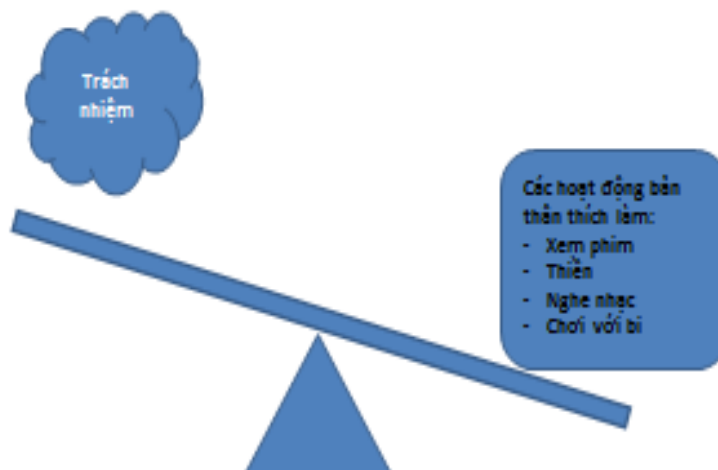 Trách
nhiệm
Các hoạt động bản
thân thích làm:
- Xem phim
- Thiền
- Nghe nhạc
- Chơi với bi